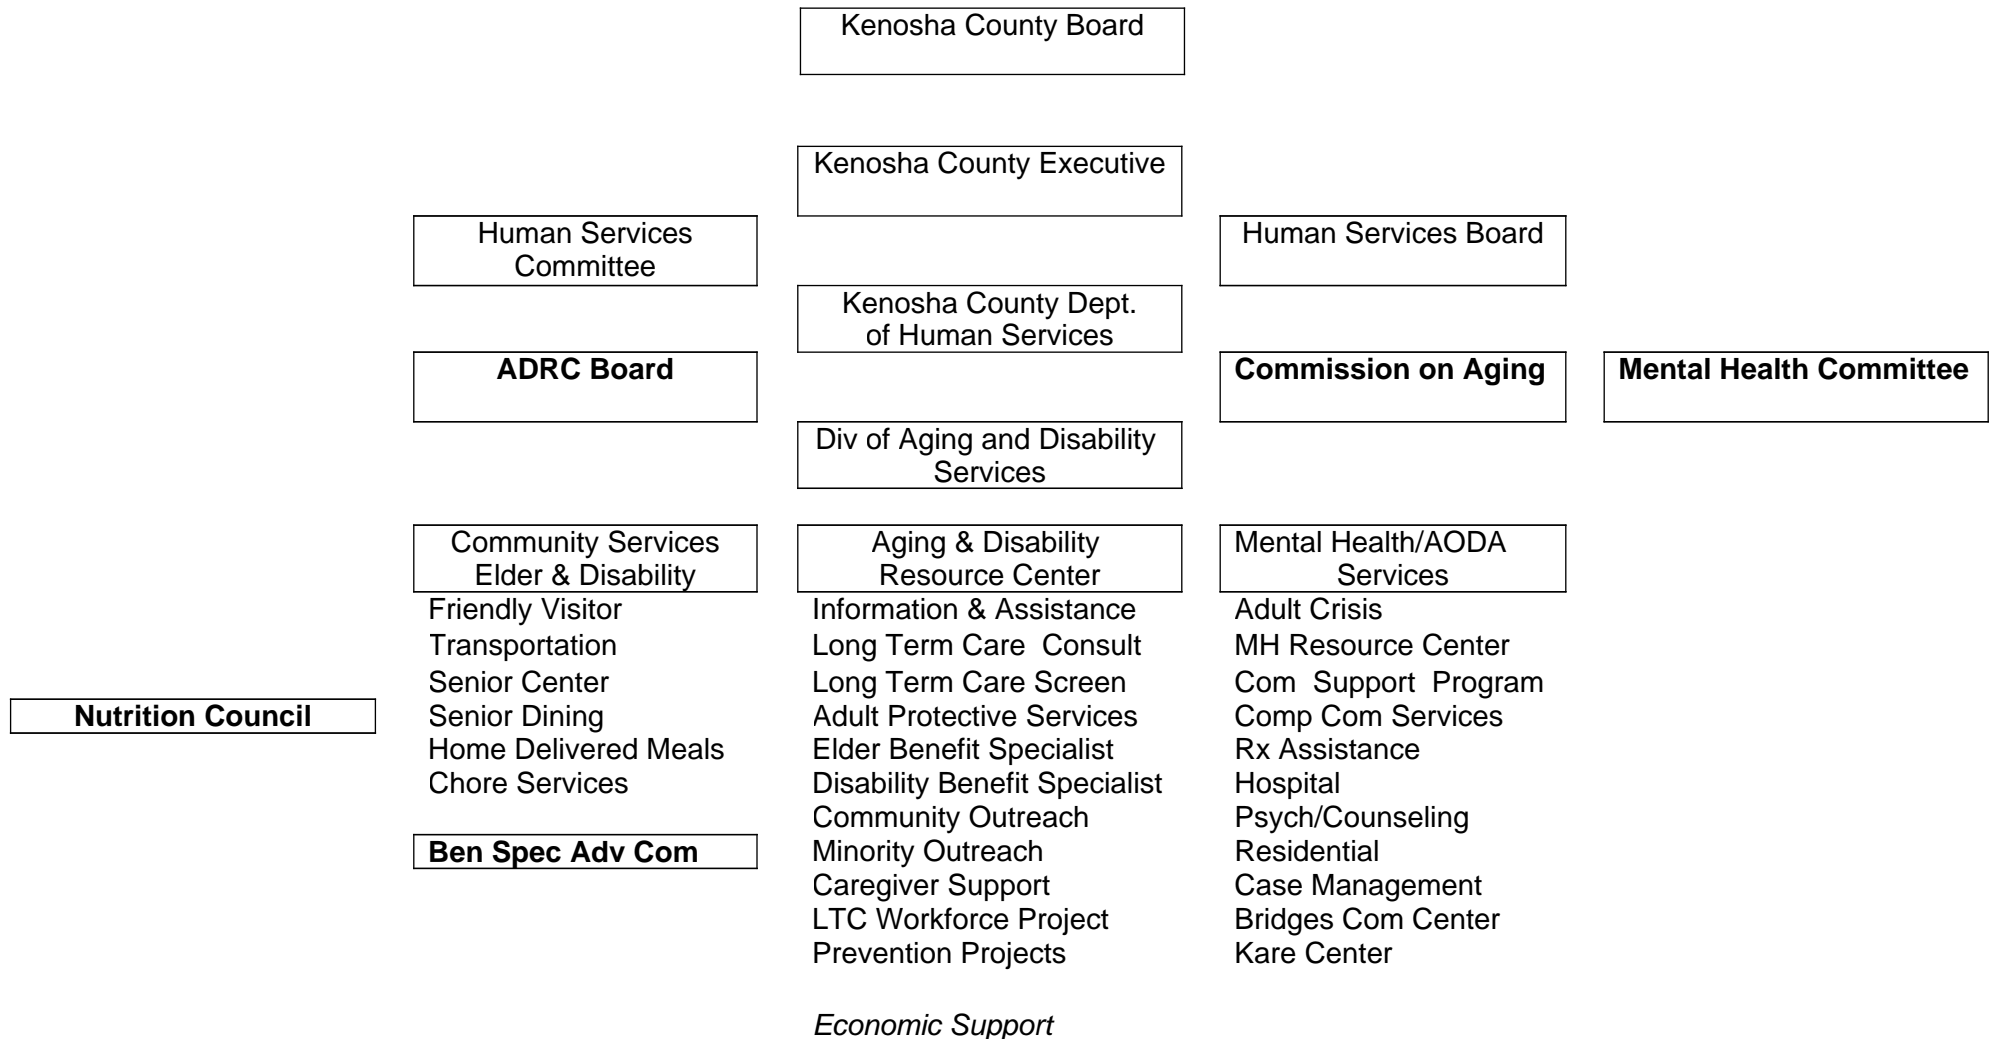 Kenosha County Board
Kenosha County Executive
Human Services
Committee
Human Services Board
Kenosha County Dept.
of Human Services
ADRC Board
Commission on Aging
Mental Health Committee
Div of Aging and Disability
Services
Community Services
Elder & Disability
Friendly Visitor
Transportation
Senior Center
Senior Dining
Home Delivered Meals
Chore Services
Nutrition Council
Ben Spec Adv Com
Aging & Disability
Resource Center
Information & Assistance
Long Term Care  Consult
Long Term Care Screen
Adult Protective Services
Elder Benefit Specialist
Disability Benefit Specialist
Community Outreach
Minority Outreach
Caregiver Support
LTC Workforce Project
Prevention Projects
Economic Support
Mental Health/AODA
Services
Adult Crisis
MH Resource Center
Com  Support  Program
Comp Com Services
Rx Assistance
Hospital
Psych/Counseling
Residential
Case Management
Bridges Com Center
Kare Center